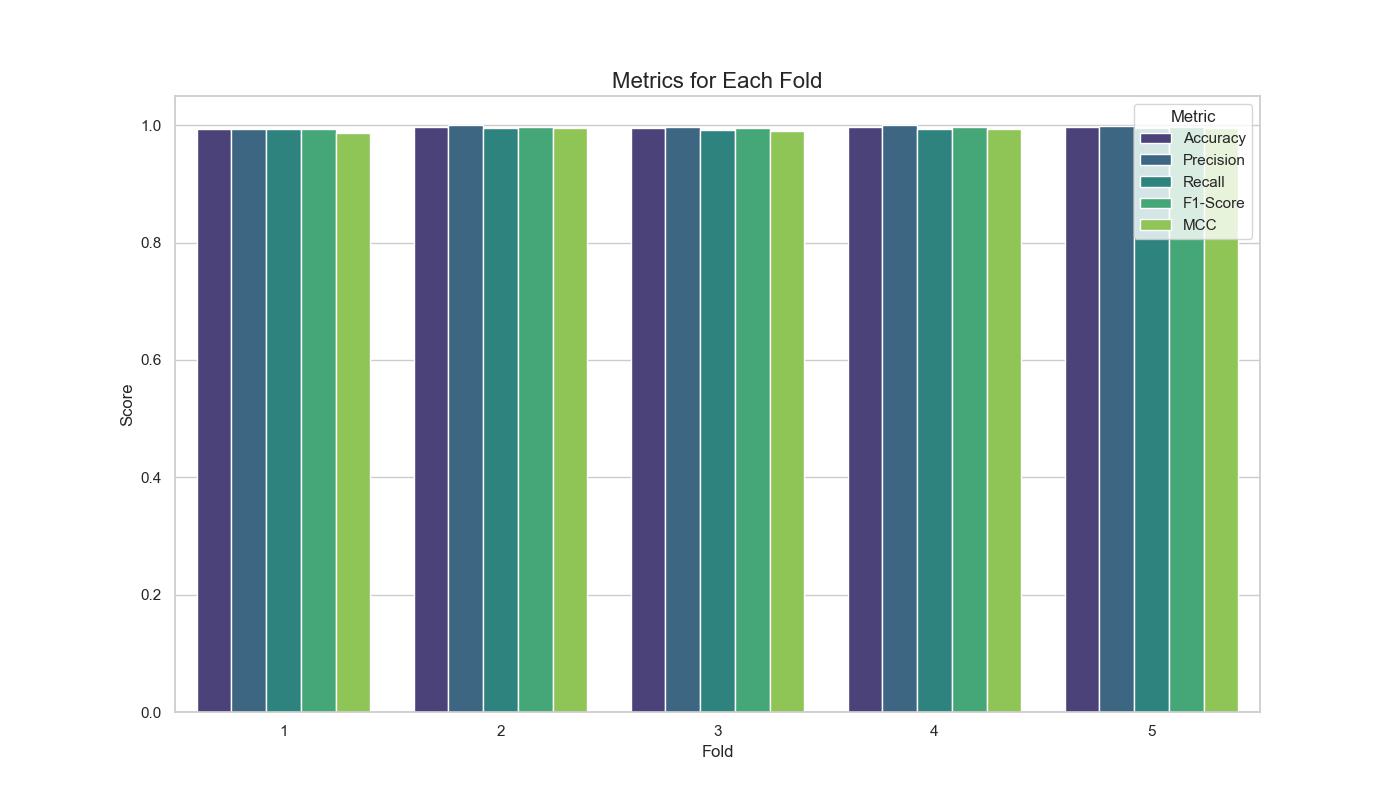 Metrics for Each Fold
Metric
Accuracy
Precision
Recall
F1-Score
MCC
Score
1.0
0.8
0.6
0.4
0.2
0.0
1 2 3 4 5
Fold